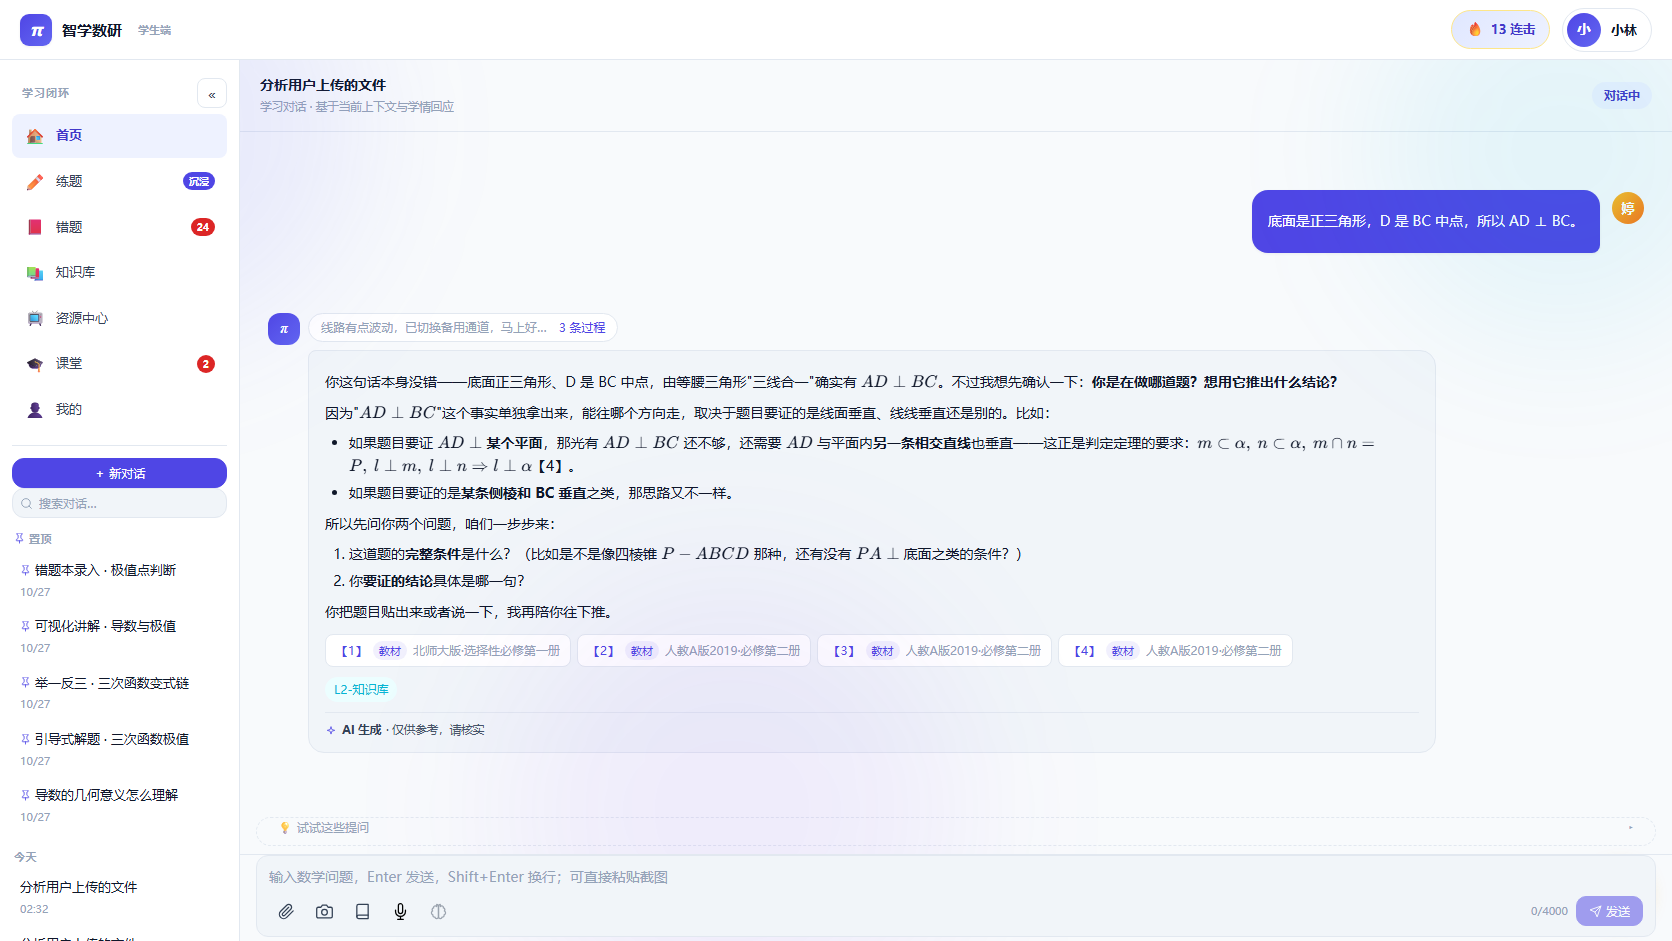 π 智学数研 学生端
13 连击 小 小林
学习闭环 «
首页
练题 沉浸
错题 24
知识库
资源中心
课堂 2
我的
+ 新对话
搜索对话...
置顶
错题本录入 · 极值点判断
10/27
可视化讲解 · 导数与极值
10/27
举一反三 · 三次函数变式链
10/27
引导式解题 · 三次函数极值
10/27
导数的几何意义怎么理解
10/27
今天
分析用户上传的文件
02:32
分析用户上传的文件
学习对话 · 基于当前上下文与学情回应
对话中
底面是正三角形，D 是 BC 中点，所以 AD ⊥ BC。
婷
π 线路有点波动，已切换备用通道，马上好... 3 条过程
你这句话本身没错——底面正三角形、D 是 BC 中点，由等腰三角形"三线合一"确实有 AD ⊥ BC。不过我想先确认一下：你是在做哪道题？想用它推出什么结论？
因为"AD ⊥ BC"这个事实单独拿出来，能往哪个方向走，取决于题目要证的是线面垂直、线线垂直还是别的。比如：
• 如果题目要证 AD ⊥ 某个平面，那光有 AD ⊥ BC 还不够，还需要 AD 与平面内另一条相交直线也垂直——这正是判定定理的要求：m ⊂ α, n ⊂ α, m ∩ n =
P, l ⊥ m, l ⊥ n ⇒ l ⊥ α【4】。
• 如果题目要证的是某条侧棱和 BC 垂直之类，那思路又不一样。
所以先问你两个问题，咱们一步步来：
1. 这道题的完整条件是什么？（比如是不是像四棱锥 P − ABCD 那种，还有没有 PA ⊥ 底面之类的条件？）
2. 你要证的结论具体是哪一句？
你把题目贴出来或者说一下，我再陪你往下推。
【1】 教材 北师大版·选择性必修第一册 【2】 教材 人教A版2019·必修第二册 【3】 教材 人教A版2019·必修第二册 【4】 教材 人教A版2019·必修第二册
L2-知识库
AI 生成 · 仅供参考，请核实
试试这些提问
输入数学问题，Enter 发送，Shift+Enter 换行；可直接粘贴截图
0/4000 发送